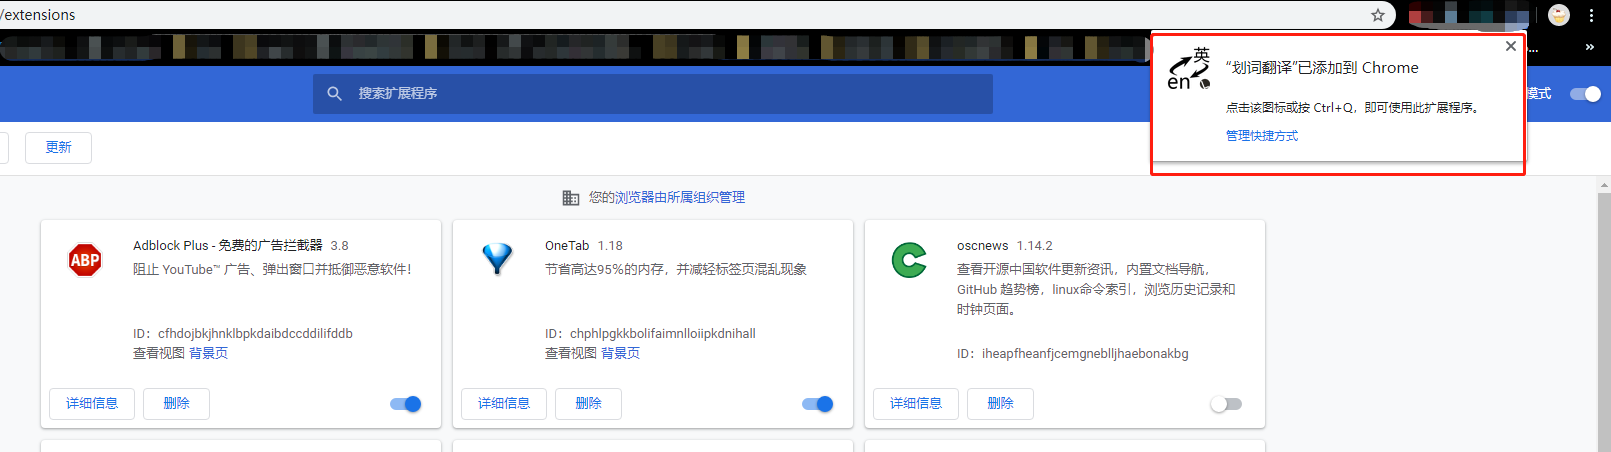 /extensions
...
»
英
en
“划词翻译”已添加到 Chrome
点击该图标或按 Ctrl+Q，即可使用此扩展程序。
管理快捷方式
搜索扩展程序
模式
更新
您的浏览器由所属组织管理
ABP
Adblock Plus - 免费的广告拦截器 3.8
阻止 YouTube™ 广告、弹出窗口并抵御恶意软件！
ID：cfhdojbkjhnklbpkdaibdccddilifddb
查看视图 背景页
详细信息
删除
OneTab 1.18
节省高达95％的内存，并减轻标签页混乱现象
ID：chphlpgkkbolifaimnlloiipkdnihall
查看视图 背景页
详细信息
删除
oscnews 1.14.2
查看开源中国软件更新资讯，内置文档导航，
GitHub 趋势榜，linux命令索引，浏览历史记录和
时钟页面。
ID：iheapfheanfjcemgneblljhaebonakbg
详细信息
删除